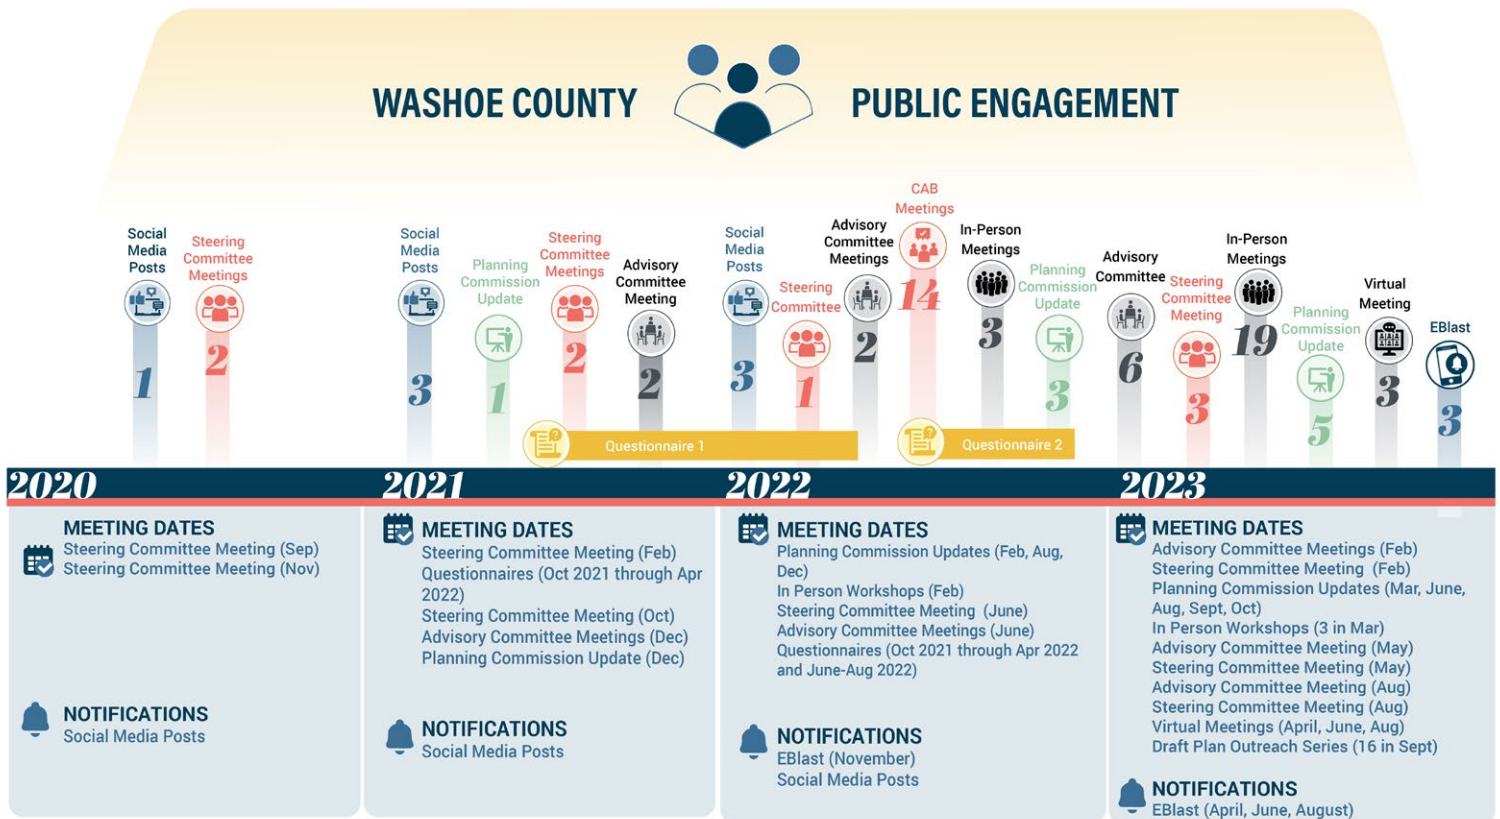 WASHOE COUNTY
PUBLIC ENGAGEMENT
Social
Media
Posts
1
Steering
Committee
Meetings
2
Social
Media
Posts
3
Planning
Commission
Update
1
Steering
Committee
Meetings
2
Advisory
Committee
Meeting
2
Social
Media
Posts
3
Steering
Committee
1
Advisory
Committee
Meetings
2
CAB
Meetings
14
In-Person
Meetings
3
Planning
Commission
Update
3
Advisory
Committee
6
Steering
Committee
Meeting
3
In-Person
Meetings
19
Planning
Commission
Update
5
Virtual
Meeting
3
EBlast
3
Questionnaire 1
Questionnaire 2
2020
2021
2022
2023
MEETING DATES
Steering Committee Meeting (Sep)
Steering Committee Meeting (Nov)
NOTIFICATIONS
Social Media Posts
MEETING DATES
Steering Committee Meeting (Feb)
Questionnaires (Oct 2021 through Apr
2022)
Steering Committee Meeting (Oct)
Advisory Committee Meetings (Dec)
Planning Commission Update (Dec)
NOTIFICATIONS
Social Media Posts
MEETING DATES
Planning Commission Updates (Feb, Aug,
Dec)
In Person Workshops (Feb)
Steering Committee Meeting (June)
Advisory Committee Meetings (June)
Questionnaires (Oct 2021 through Apr 2022
and June-Aug 2022)
NOTIFICATIONS
EBlast (November)
Social Media Posts
MEETING DATES
Advisory Committee Meetings (Feb)
Steering Committee Meeting (Feb)
Planning Commission Updates (Mar, June,
Aug, Sept, Oct)
In Person Workshops (3 in Mar)
Advisory Committee Meeting (May)
Steering Committee Meeting (May)
Advisory Committee Meeting (Aug)
Steering Committee Meeting (Aug)
Virtual Meetings (April, June, Aug)
Draft Plan Outreach Series (16 in Sept)
NOTIFICATIONS
EBlast (April, June, August)